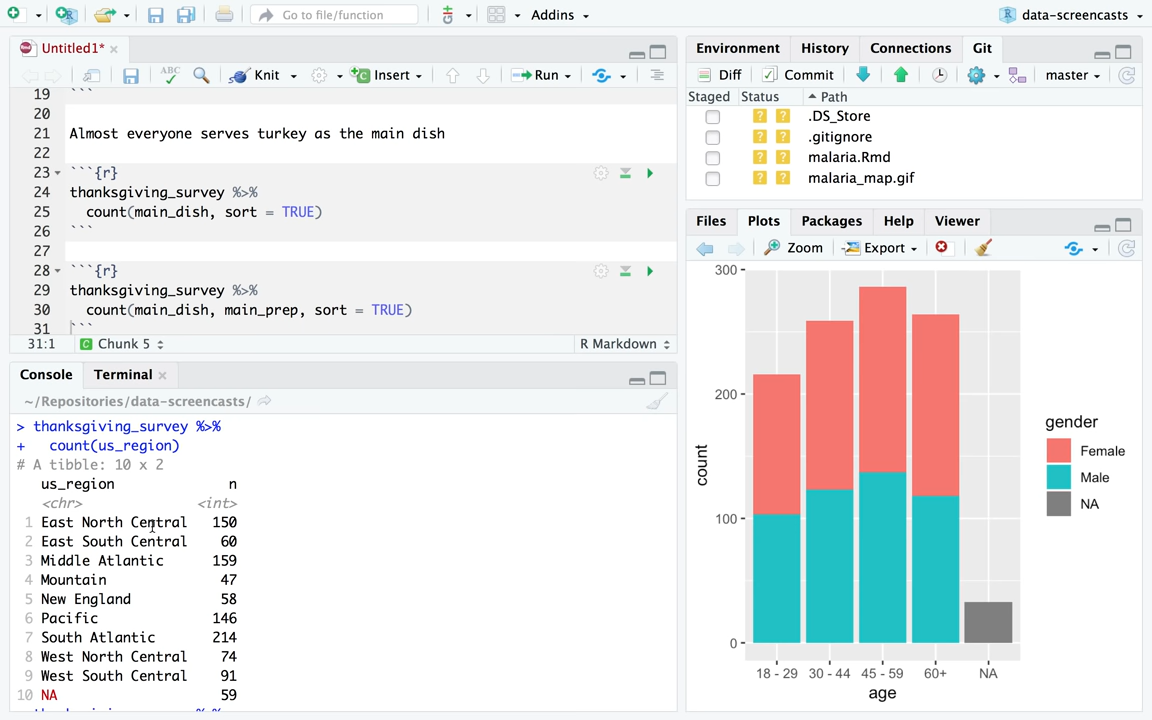 Go to file/function
Addins
data-screencasts
Untitled1*
Knit
Insert
Run
19 ```
20
21 Almost everyone serves turkey as the main dish
22
23 ```{r}
24 thanksgiving_survey %>%
25   count(main_dish, sort = TRUE)
26 ```
27
28 ```{r}
29 thanksgiving_survey %>%
30   count(main_dish, main_prep, sort = TRUE)
31 ```
31:1 Chunk 5 R Markdown
Console Terminal
~/Repositories/data-screencasts/
> thanksgiving_survey %>%
+   count(us_region)
# A tibble: 10 x 2
us_region n
<chr> <int>
1 East North Central 150
2 East South Central 60
3 Middle Atlantic 159
4 Mountain 47
5 New England 58
6 Pacific 146
7 South Atlantic 214
8 West North Central 74
9 West South Central 91
10 NA 59
Environment History Connections Git
Diff Commit master
Staged Status Path
? ? .DS_Store
? ? .gitignore
? ? malaria.Rmd
? ? malaria_map.gif
Files Plots Packages Help Viewer
Zoom Export
300
200
100
0
count
18 - 29 30 - 44 45 - 59 60+ NA
age
gender
Female
Male
NA